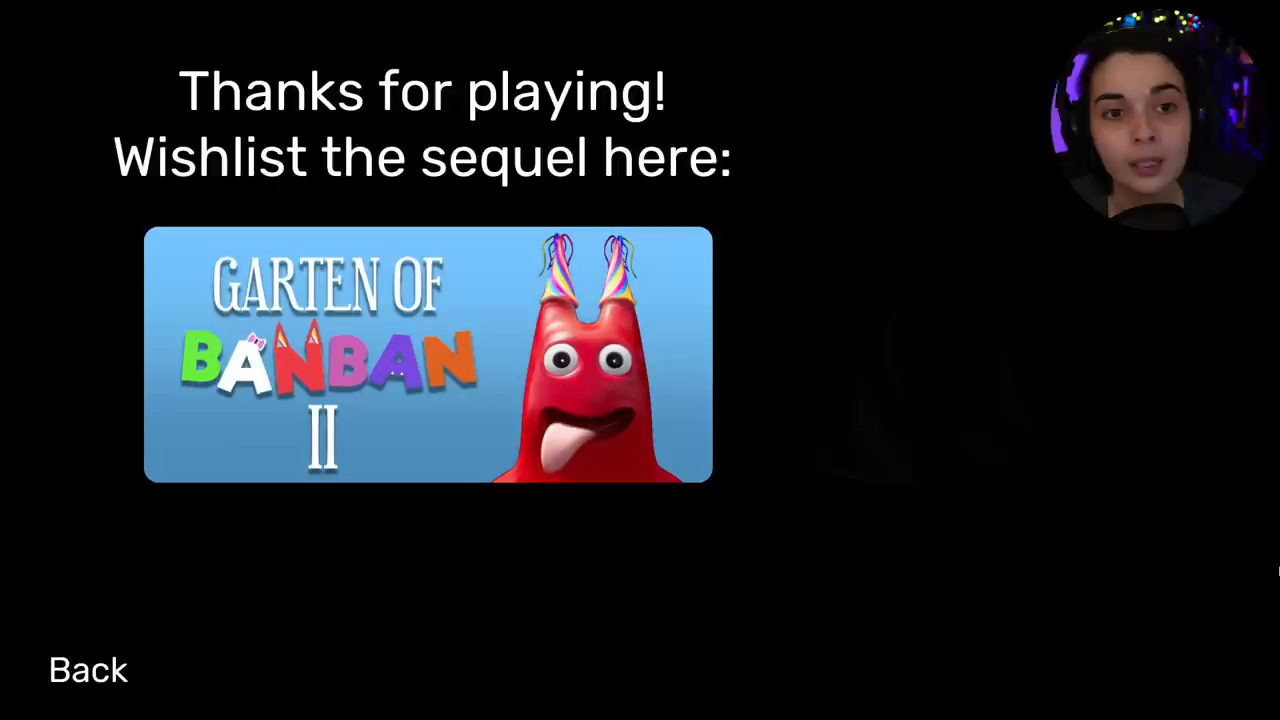 Thanks for playing!
Wishlist the sequel here:
GARTEN OF
BANBAN
II
Back